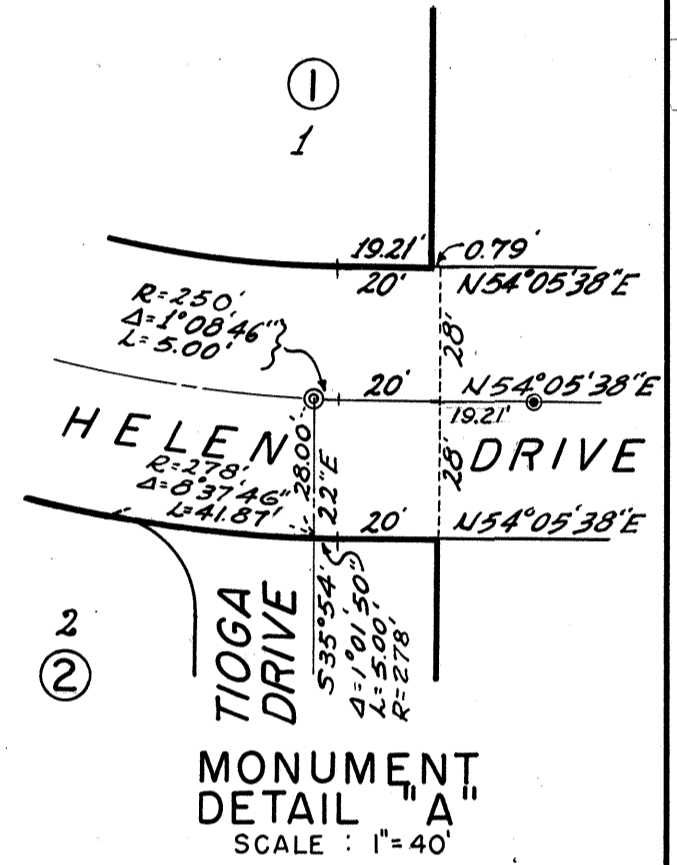 1
1
19.21' 0.79'
20' N54°05'38"E
R=250'
Δ=1°08'46"
L=5.00'
28'
20' N54°05'38"E
19.21'
HELEN DRIVE
28.00'
28'
R=278'
Δ=8°37'46"
L=41.87'
20' N54°05'38"E
S35°54'22"E
Δ=1°01'50"
L=5.00'
R=278'
TIOGA
DRIVE
2
2
MONUMENT
DETAIL "A"
SCALE : 1"=40'